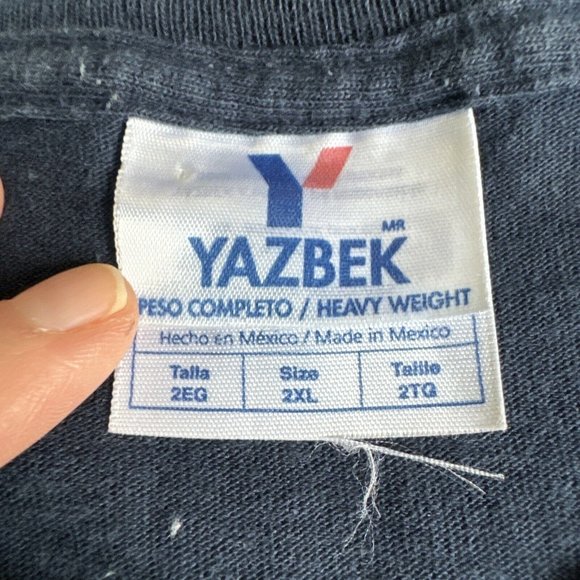 MR
YAZBEK
PESO COMPLETO / HEAVY WEIGHT
Hecho en México / Made in Mexico
Talla Size Taille
2EG 2XL 2TG